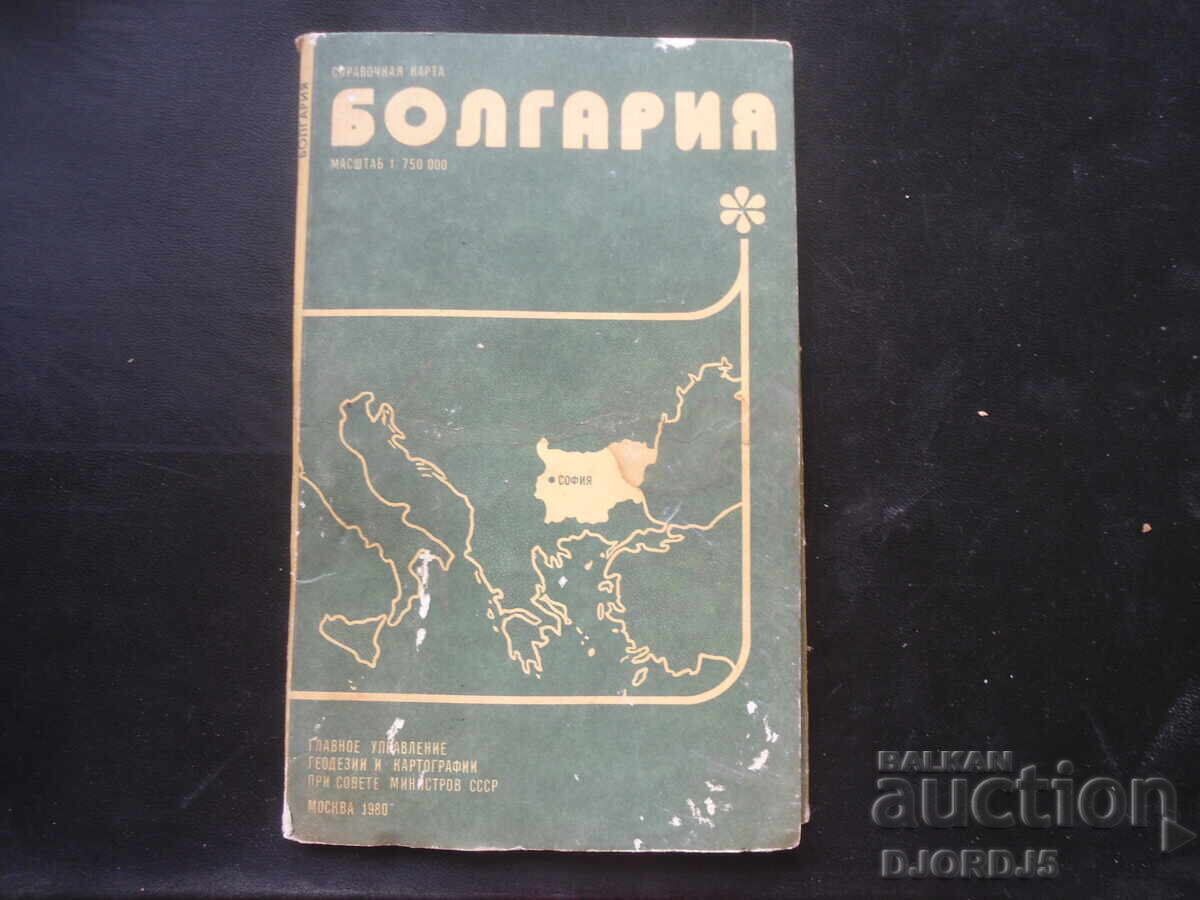 СПРАВОЧНАЯ КАРТА
БОЛГАРИЯ
МАСШТАБ 1: 750 000
БОЛГАРИЯ
СОФИЯ
ГЛАВНОЕ УПРАВЛЕНИЕ
ГЕОДЕЗИИ И КАРТОГРАФИИ
ПРИ СОВЕТЕ МИНИСТРОВ СССР
МОСКВА 1980
BALKAN
auction
DJORDJ5